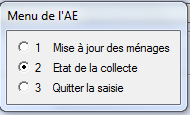 Menu de l'AE
1 Mise à jour des ménages
2 Etat de la collecte
3 Quitter la saisie